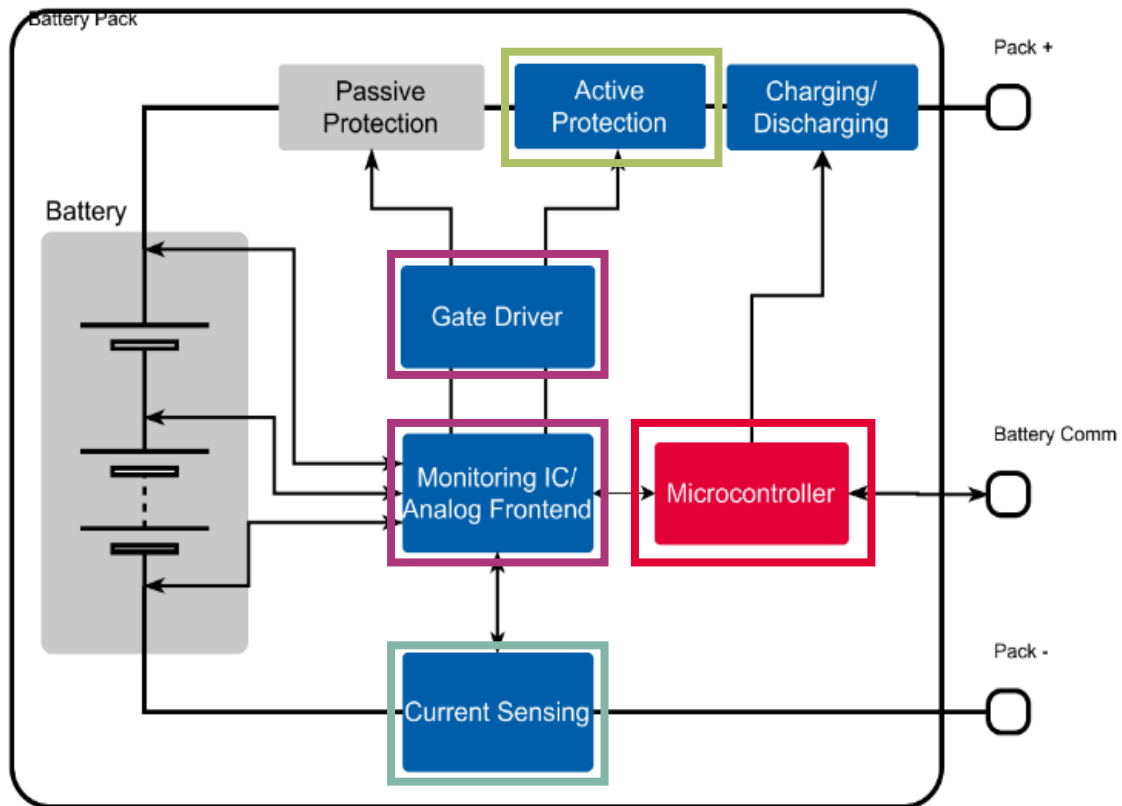 Battery Pack
Pack +
Passive
Protection
Active
Protection
Charging/
Discharging
Battery
Gate Driver
Monitoring IC/
Analog Frontend
Microcontroller
Battery Comm
Pack -
Current Sensing